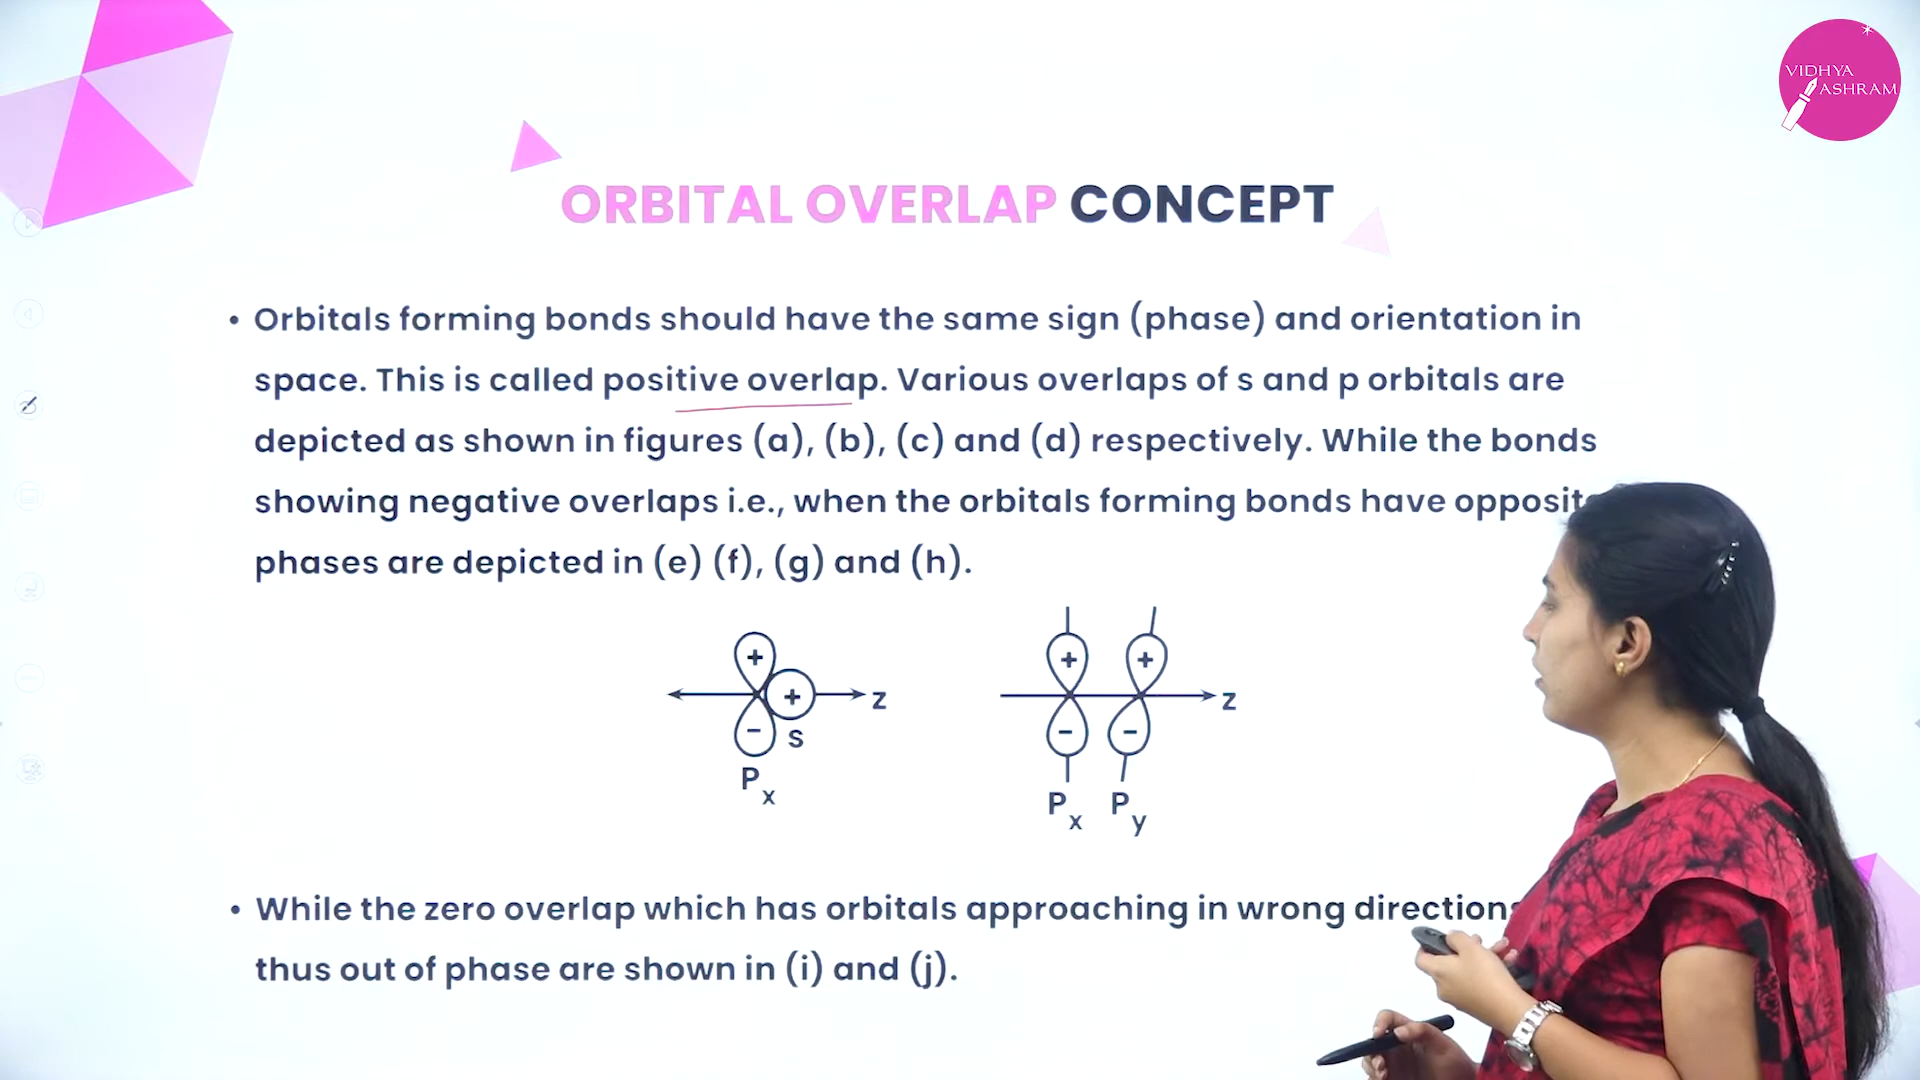 VIDHYA
ASHRAM
ORBITAL OVERLAP CONCEPT
• Orbitals forming bonds should have the same sign (phase) and orientation in
space. This is called positive overlap. Various overlaps of s and p orbitals are
depicted as shown in figures (a), (b), (c) and (d) respectively. While the bonds
showing negative overlaps i.e., when the orbitals forming bonds have
phases are depicted in (e) (f), (g) and (h).
+ + - z s Px
+ + - - z Px Py
• While the zero overlap which has orbitals approaching in wrong
thus out of phase are shown in (i) and (j).